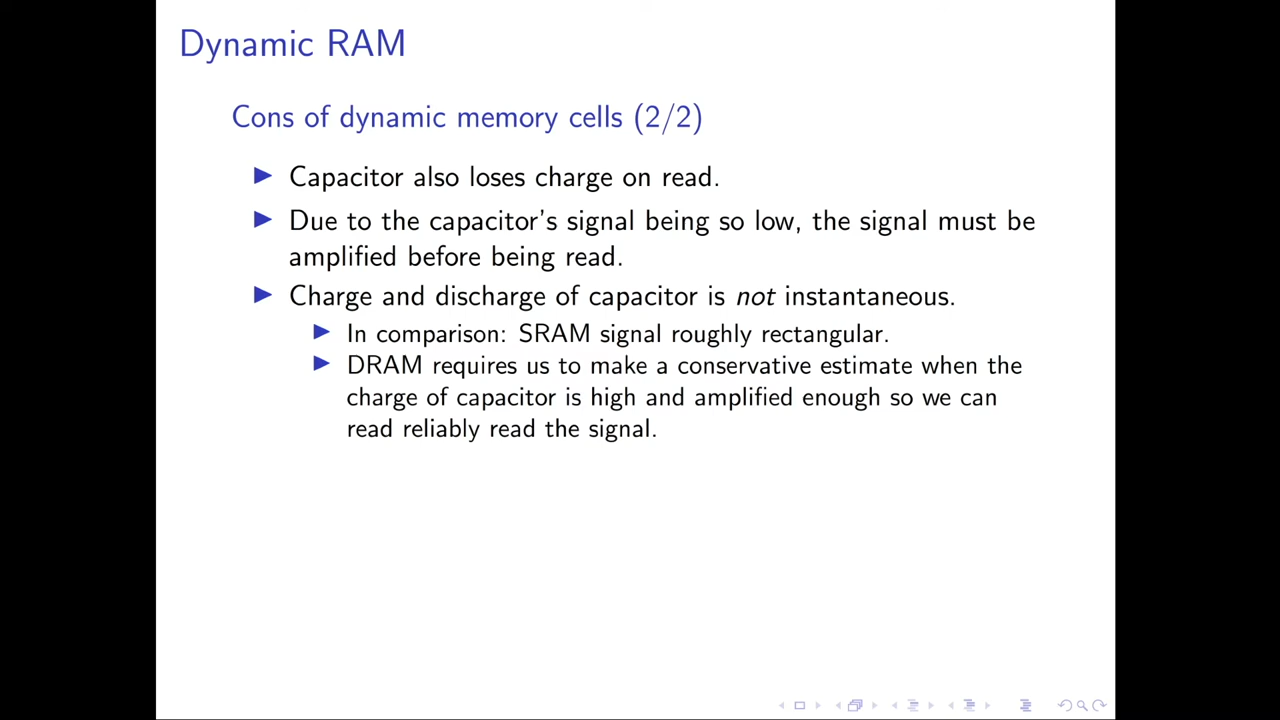 Dynamic RAM
Cons of dynamic memory cells (2/2)
Capacitor also loses charge on read.
Due to the capacitor's signal being so low, the signal must be
amplified before being read.
Charge and discharge of capacitor is not instantaneous.
In comparison: SRAM signal roughly rectangular.
DRAM requires us to make a conservative estimate when the
charge of capacitor is high and amplified enough so we can
read reliably read the signal.